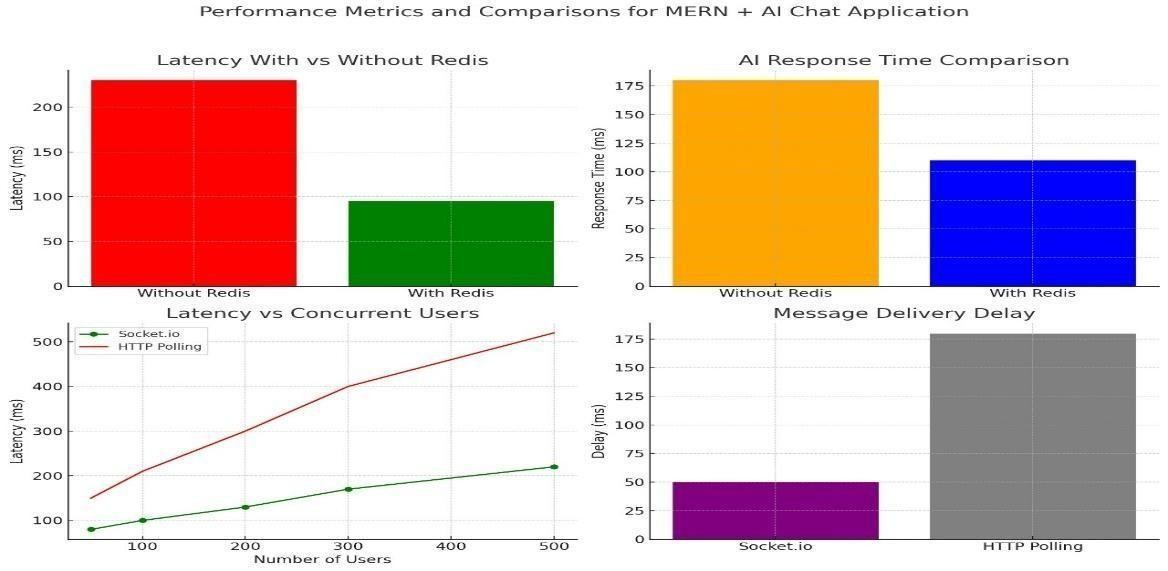 Performance Metrics and Comparisons for MERN + AI Chat Application
Latency With vs Without Redis
Latency (ms)
200
150
100
50
0
Without Redis
With Redis
AI Response Time Comparison
Response Time (ms)
175
150
125
100
75
50
25
0
Without Redis
With Redis
Latency vs Concurrent Users
Socket.io
HTTP Polling
Latency (ms)
500
400
300
200
100
100
200
300
400
500
Number of Users
Message Delivery Delay
Delay (ms)
175
150
125
100
75
50
25
0
Socket.io
HTTP Polling